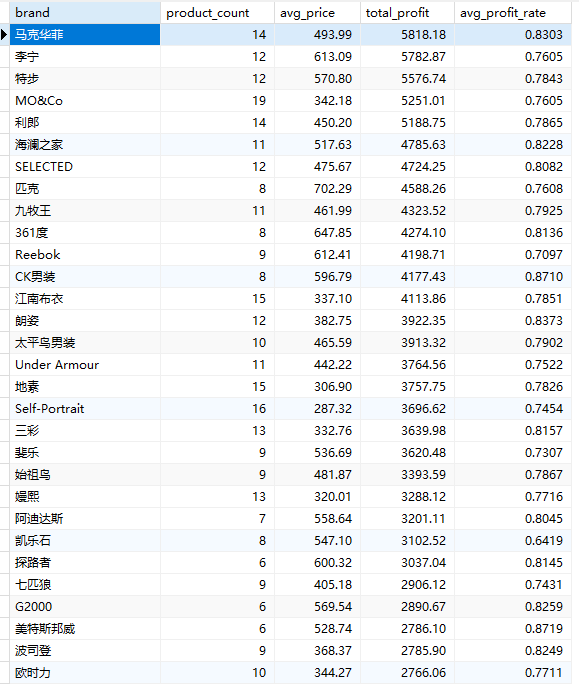 brand product_count avg_price total_profit avg_profit_rate
马克华菲 14 493.99 5818.18 0.8303
李宁 12 613.09 5782.87 0.7605
特步 12 570.80 5576.74 0.7843
MO&Co 19 342.18 5251.01 0.7605
利郎 14 450.20 5188.75 0.7865
海澜之家 11 517.63 4785.63 0.8228
SELECTED 12 475.67 4724.25 0.8082
匹克 8 702.29 4588.26 0.7608
九牧王 11 461.99 4323.52 0.7925
361度 8 647.85 4274.10 0.8136
Reebok 9 612.41 4198.71 0.7097
CK男装 8 596.79 4177.43 0.8710
江南布衣 15 337.10 4113.86 0.7851
朗姿 12 382.75 3922.35 0.8373
太平鸟男装 10 465.59 3913.32 0.7902
Under Armour 11 442.22 3764.56 0.7522
地素 15 306.90 3757.75 0.7826
Self-Portrait 16 287.32 3696.62 0.7454
三彩 13 332.76 3639.98 0.8157
斐乐 9 536.69 3620.48 0.7307
始祖鸟 9 481.87 3393.59 0.7867
嫚熙 13 320.01 3288.12 0.7716
阿迪达斯 7 558.64 3201.11 0.8045
凯乐石 8 547.10 3102.52 0.6419
探路者 6 600.32 3037.04 0.8145
七匹狼 9 405.18 2906.12 0.7431
G2000 6 569.54 2890.67 0.8259
美特斯邦威 6 528.74 2786.10 0.8719
波司登 9 368.37 2785.90 0.8249
欧时力 10 344.27 2766.06 0.7711